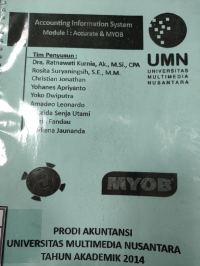 Accounting Information System
Module I : Accurate & MYOB
Tim Penyusun :
Dra. Ratnawati Kurnia, Ak., M.Si., CPA
Rosita Suryaningsih, S.E., M.M.
Christian Jonathan
Yohanes Apriyanto
Yoko Dwiputra
Amadeo Leonardo
Senja Utami
Fandau
Jaunanda
UMN
UNIVERSITAS
MULTIMEDIA
NUSANTARA
MYOB
PRODI AKUNTANSI
UNIVERSITAS MULTIMEDIA NUSANTARA
TAHUN AKADEMIK 2014